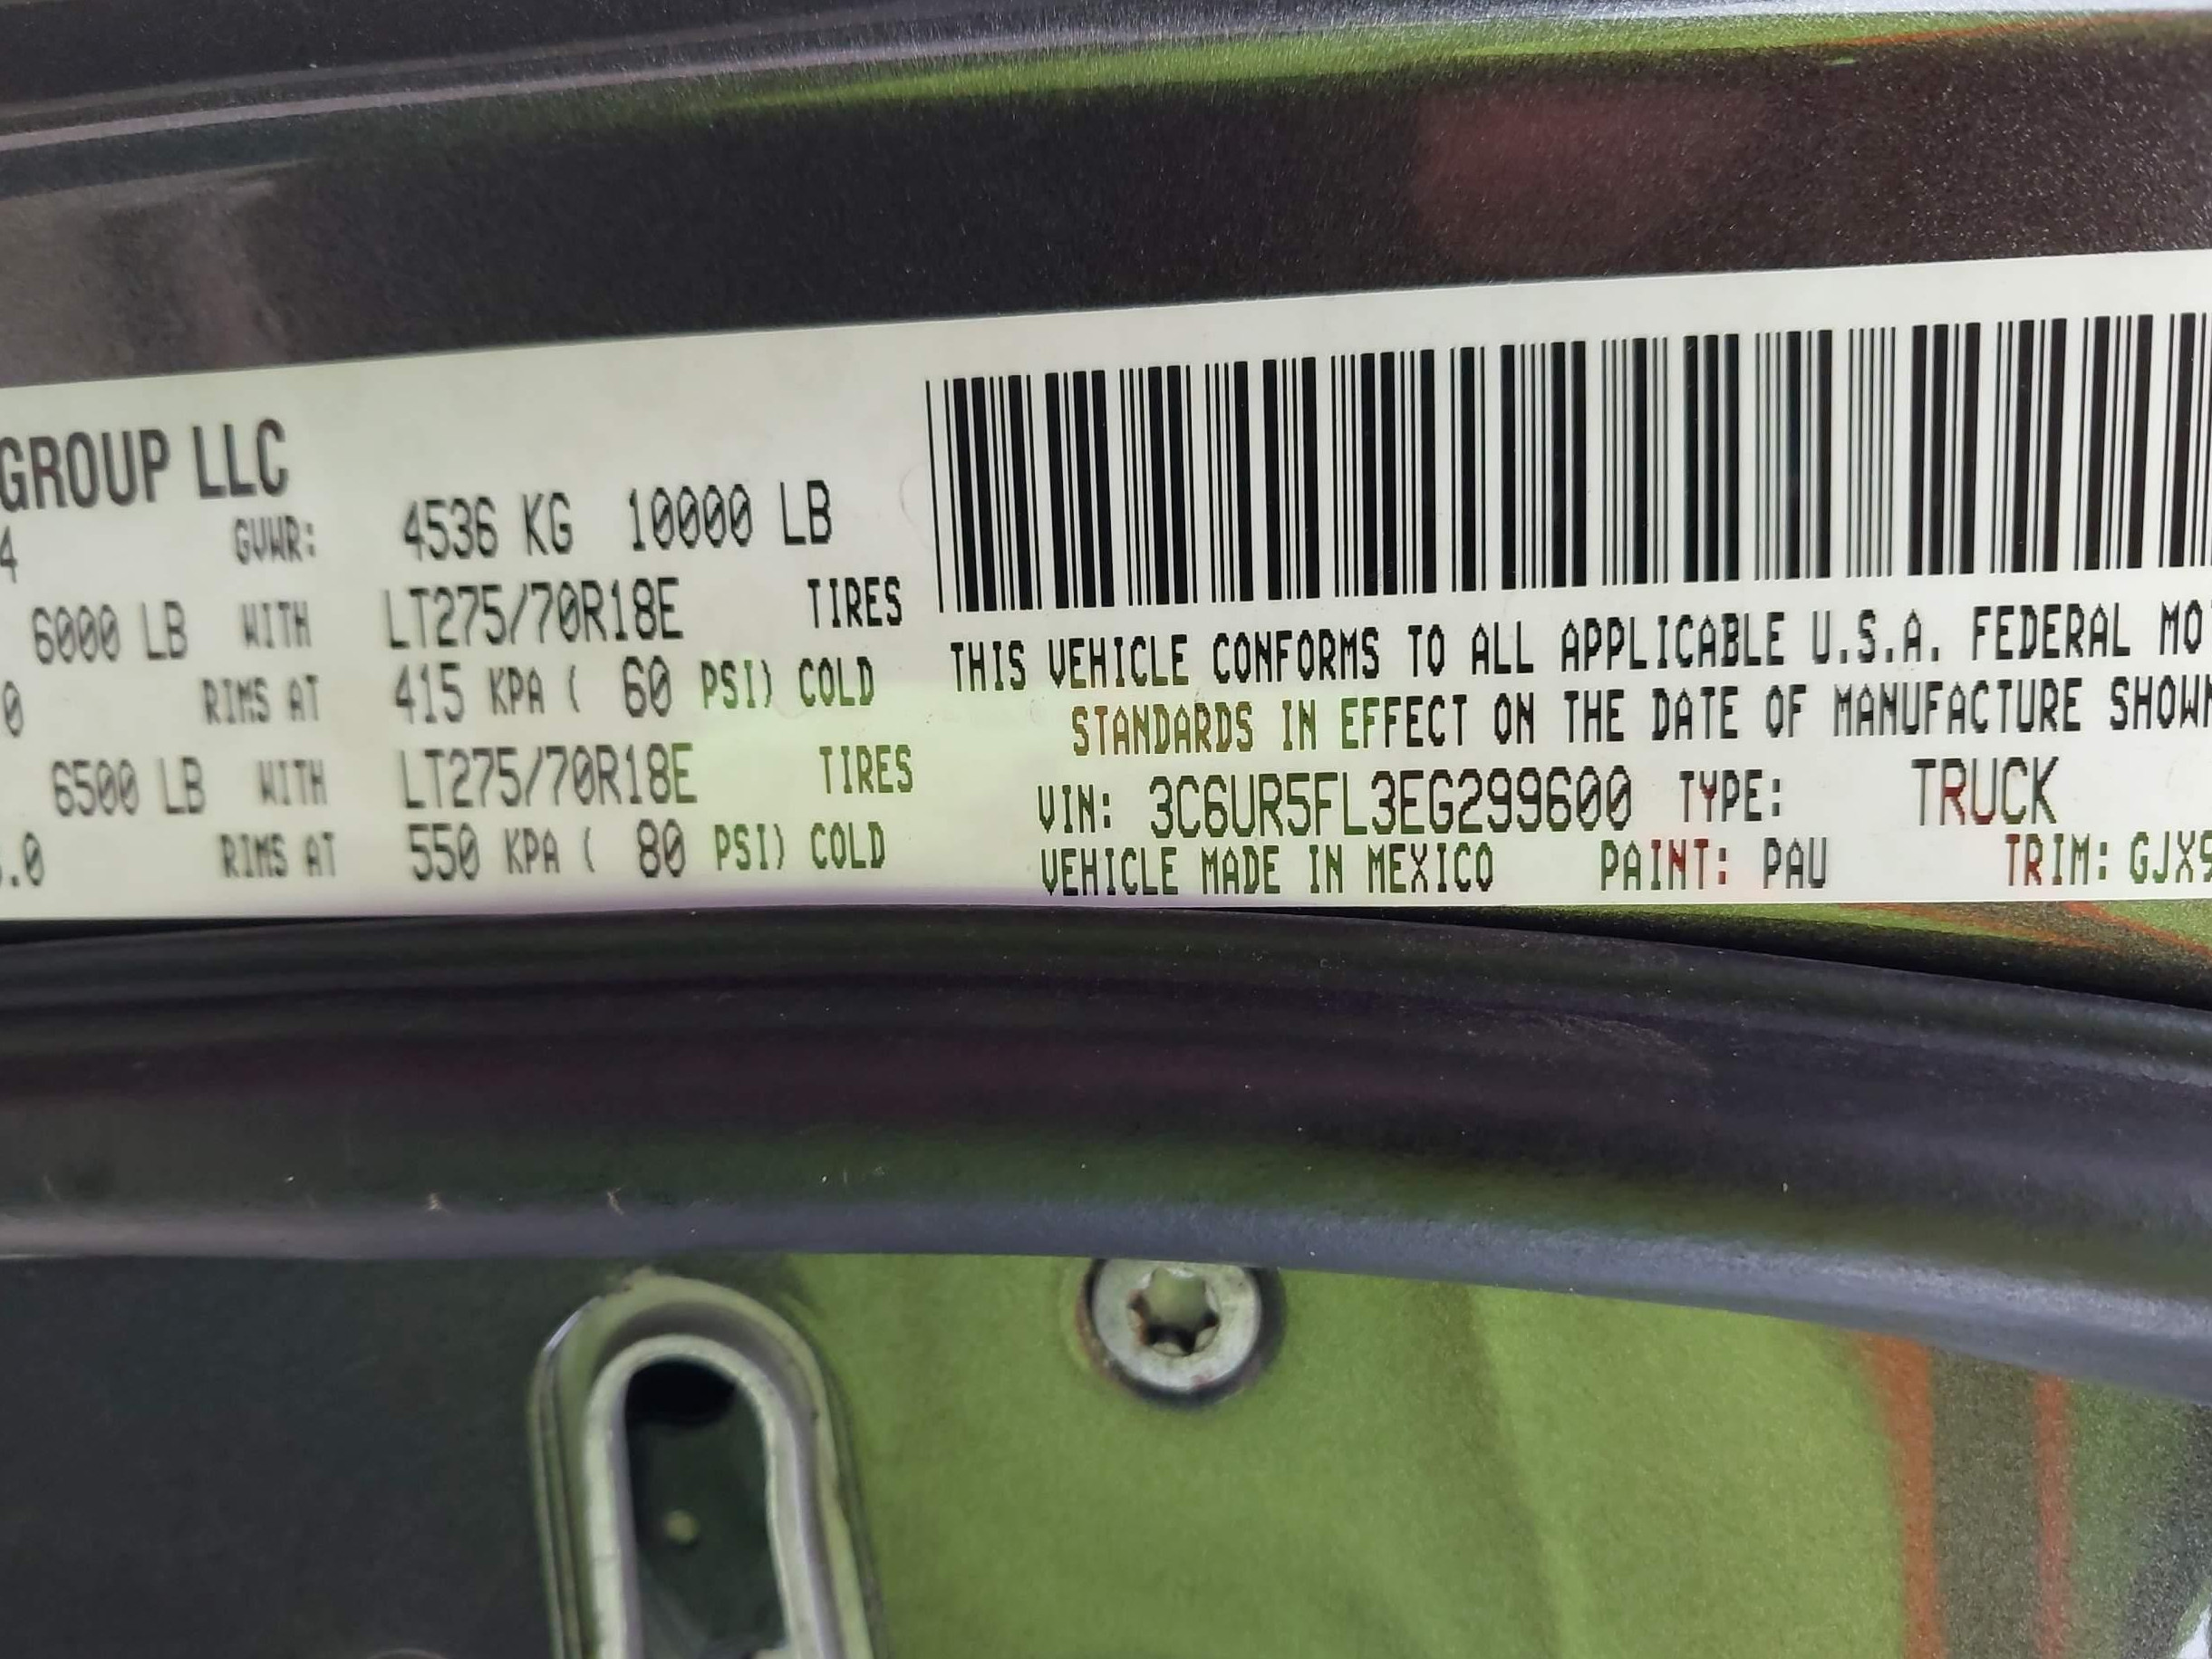 GROUP LLC
4 GVWR: 4536 KG 10000 LB
6000 LB WITH LT275/70R18E TIRES
0 RIMS AT 415 KPA ( 60 PSI) COLD
6500 LB WITH LT275/70R18E TIRES
.0 RIMS AT 550 KPA ( 80 PSI) COLD
THIS VEHICLE CONFORMS TO ALL APPLICABLE U.S.A. FEDERAL MO
STANDARDS IN EFFECT ON THE DATE OF MANUFACTURE SHOWN
VIN: 3C6UR5FL3EG299600 TYPE: TRUCK
VEHICLE MADE IN MEXICO PAINT: PAU TRIM: GJX9